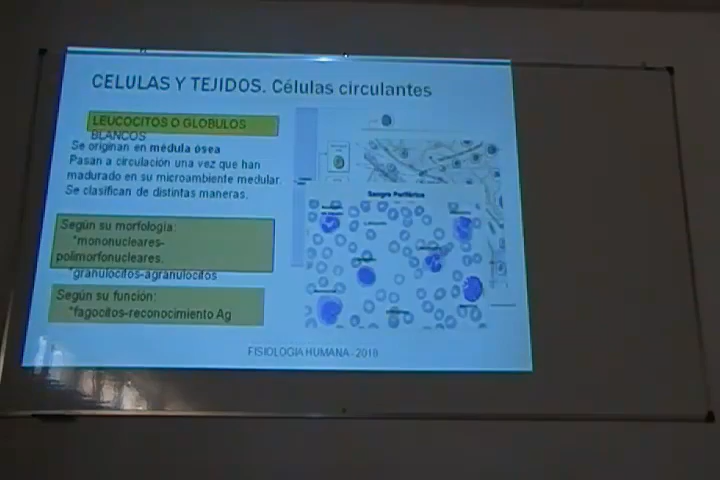 CELULAS Y TEJIDOS. Células circulantes
LEUCOCITOS O GLOBULOS
BLANCOS
Se originan en médula ósea
Pasan a circulación una vez que han
madurado en su microambiente medular.
Se clasifican de distintas maneras.
Según su morfología:
*mononucleares-
polimorfonucleares.
*granulocitos-agranulocitos
Según su función:
*fagocitos-reconocimiento Ag
Sangre Periférica
FISIOLOGIA HUMANA - 2018